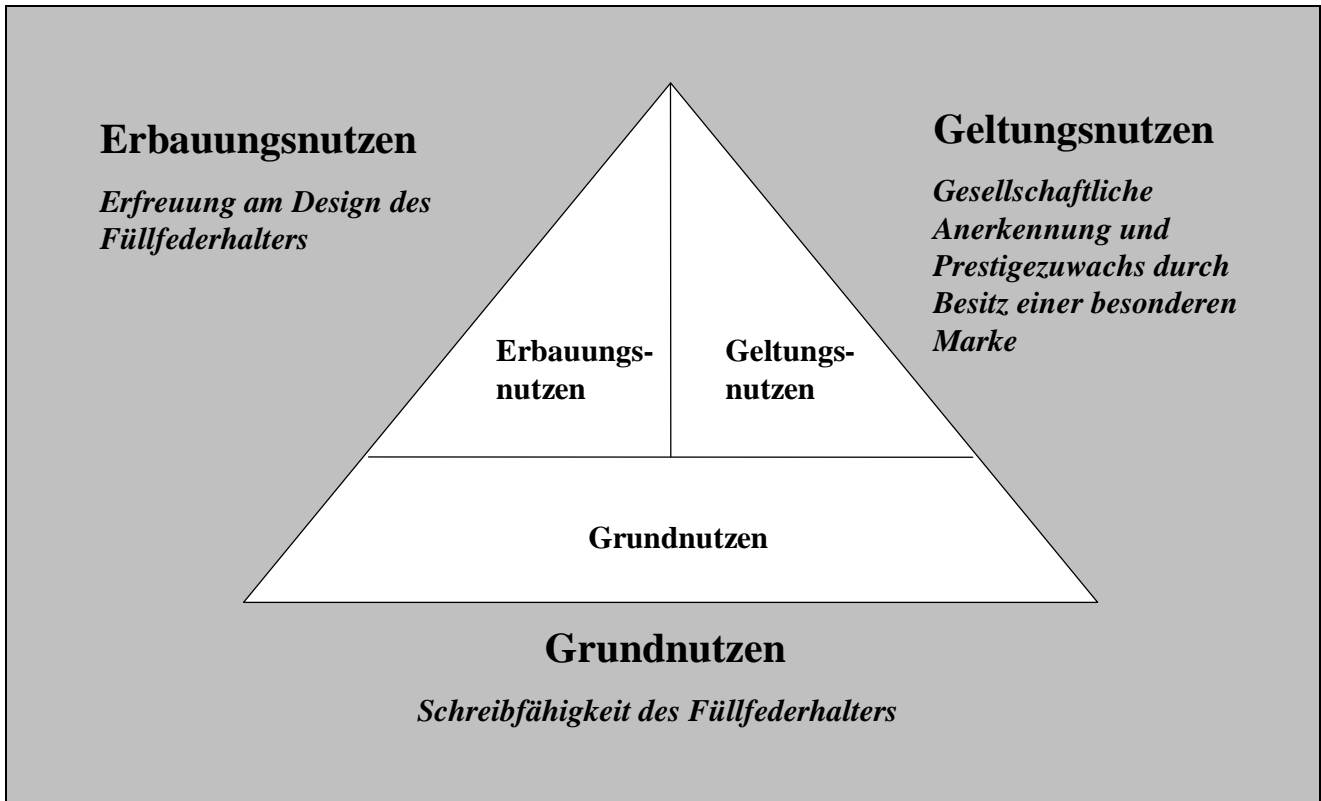 Erbauungsnutzen
Erfreuung am Design des
Füllfederhalters
Geltungsnutzen
Gesellschaftliche
Anerkennung und
Prestigezuwachs durch
Besitz einer besonderen
Marke
Erbauungs-
nutzen
Geltungs-
nutzen
Grundnutzen
Grundnutzen
Schreibfähigkeit des Füllfederhalters